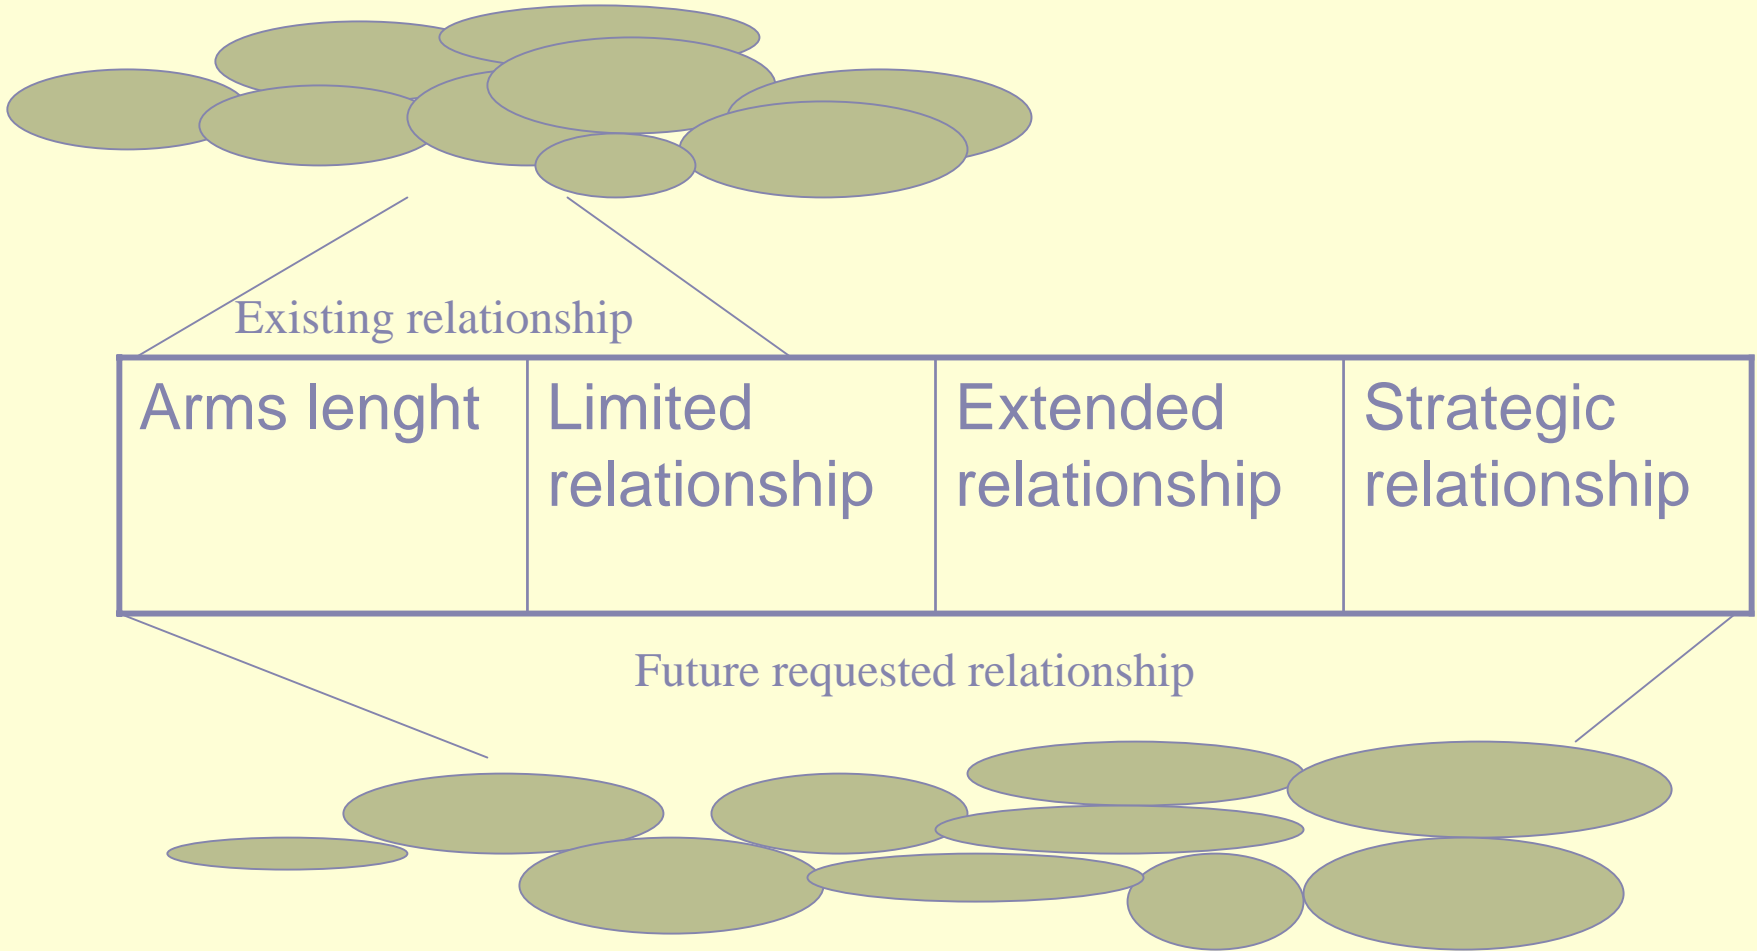 Existing relationship
Arms lenght
Limited
relationship
Extended
relationship
Strategic
relationship
Future requested relationship